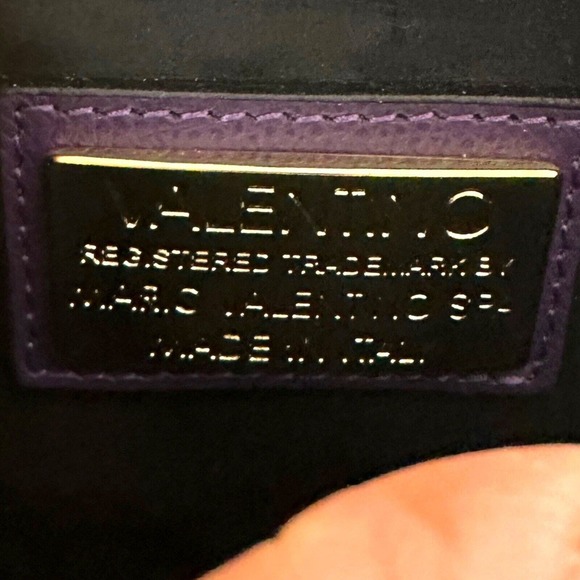 VALENTINO
REGISTERED TRADEMARK BY
MARIO VALENTINO SPA
MADE IN ITALY